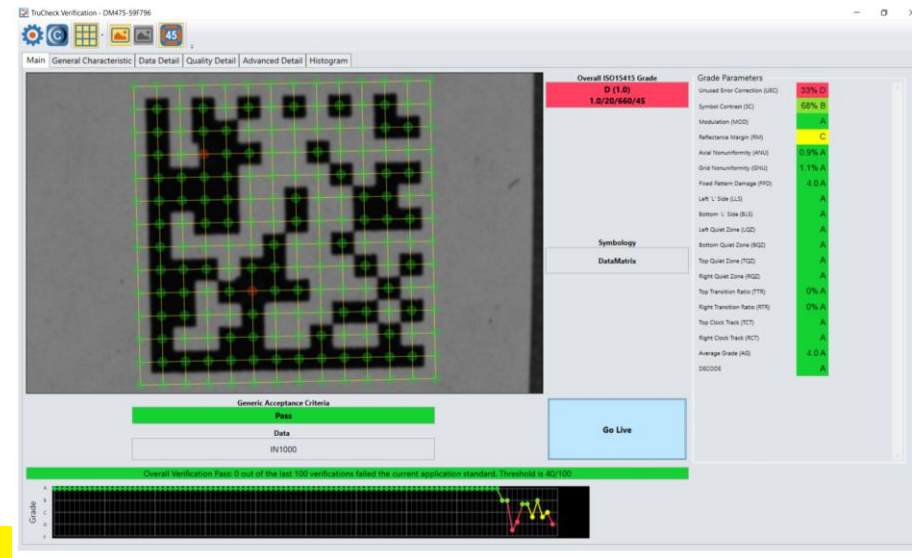 TruCheck Verification - DM475-59F796
45
Main General Characteristic Data Detail Quality Detail Advanced Detail Histogram
Overall ISO15415 Grade
D (1.0)
1.0/20/660/45
Symbology
DataMatrix
Go Live
Grade Parameters
Unused Error Correction (UEC) 33% D
Symbol Contrast (SC) 68% B
Modulation (MOD) A
Reflectance Margin (RM) C
Axial Nonuniformity (ANU) 0.9% A
Grid Nonuniformity (GNU) 1.1% A
Fixed Pattern Damage (FPD) 4.0 A
Left 'L' Side (LLS) A
Bottom 'L' Side (BLS) A
Left Quiet Zone (LQZ) A
Bottom Quiet Zone (BQZ) A
Top Quiet Zone (TQZ) A
Right Quiet Zone (RQZ) A
Top Transition Ratio (TTR) 0% A
Right Transition Ratio (RTR) 0% A
Top Clock Track (TCT) A
Right Clock Track (RCT) A
Average Grade (AG) 4.0 A
DECODE A
Generic Acceptance Criteria
Pass
Data
IN1000
Overall Verification Pass: 0 out of the last 100 verifications failed the current application standard. Threshold is 40/100
Grade
A
B
C
D
F